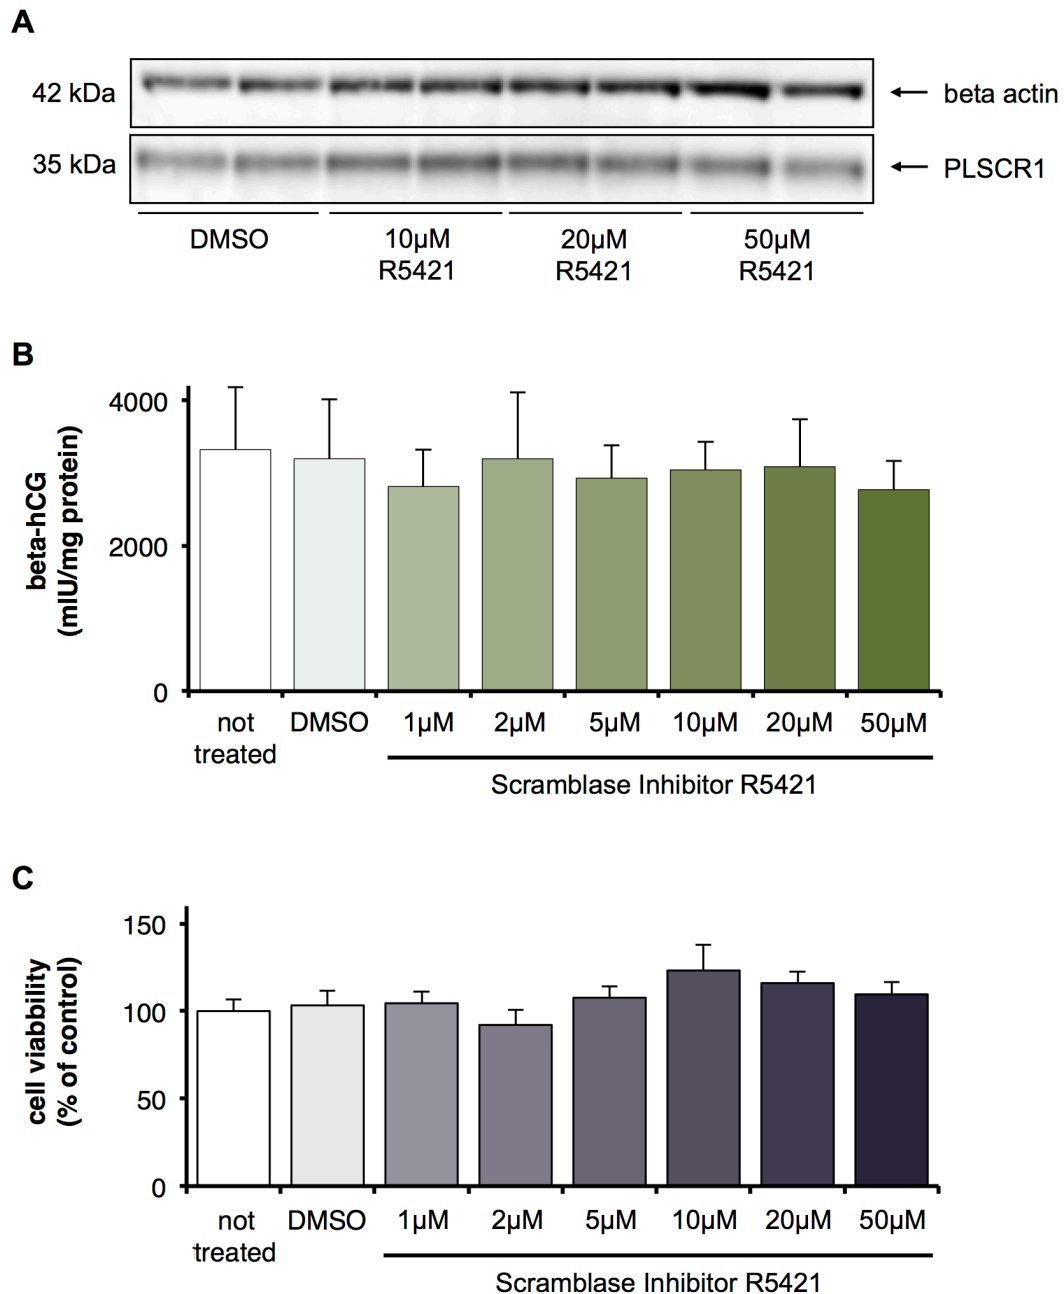 A
42 kDa
beta actin
35 kDa
PLSCR1
DMSO
10µM
R5421
20µM
R5421
50µM
R5421
B
beta-hCG
(mIU/mg protein)
4000
2000
0
not
treated
DMSO
1µM
2µM
5µM
10µM
20µM
50µM
Scramblase Inhibitor R5421
C
cell viabbility
(% of control)
150
100
50
0
not
treated
DMSO
1µM
2µM
5µM
10µM
20µM
50µM
Scramblase Inhibitor R5421